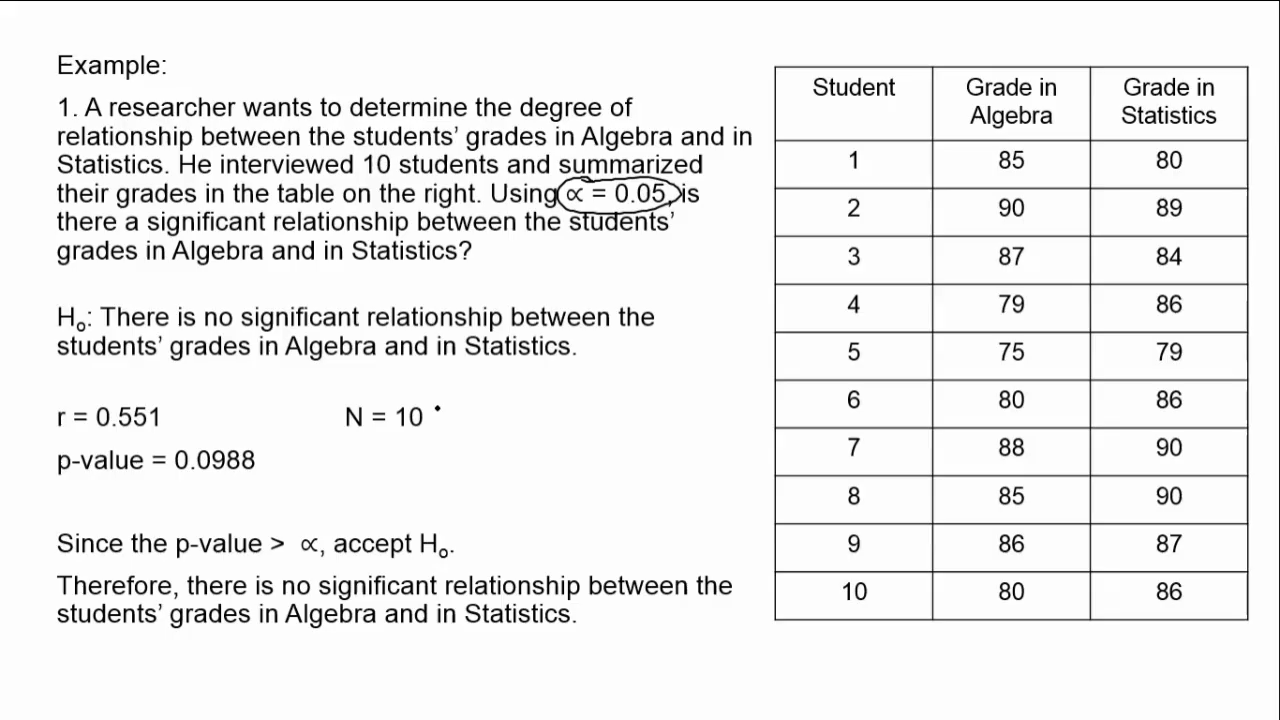 Example:
1. A researcher wants to determine the degree of
relationship between the students’ grades in Algebra and in
Statistics. He interviewed 10 students and summarized
their grades in the table on the right. Using ∝ = 0.05, is
there a significant relationship between the students’
grades in Algebra and in Statistics?
Hₒ: There is no significant relationship between the
students’ grades in Algebra and in Statistics.
r = 0.551 N = 10
p-value = 0.0988
Since the p-value > ∝, accept Hₒ.
Therefore, there is no significant relationship between the
students’ grades in Algebra and in Statistics.
Student Grade in Grade in
Algebra Statistics
1 85 80
2 90 89
3 87 84
4 79 86
5 75 79
6 80 86
7 88 90
8 85 90
9 86 87
10 80 86